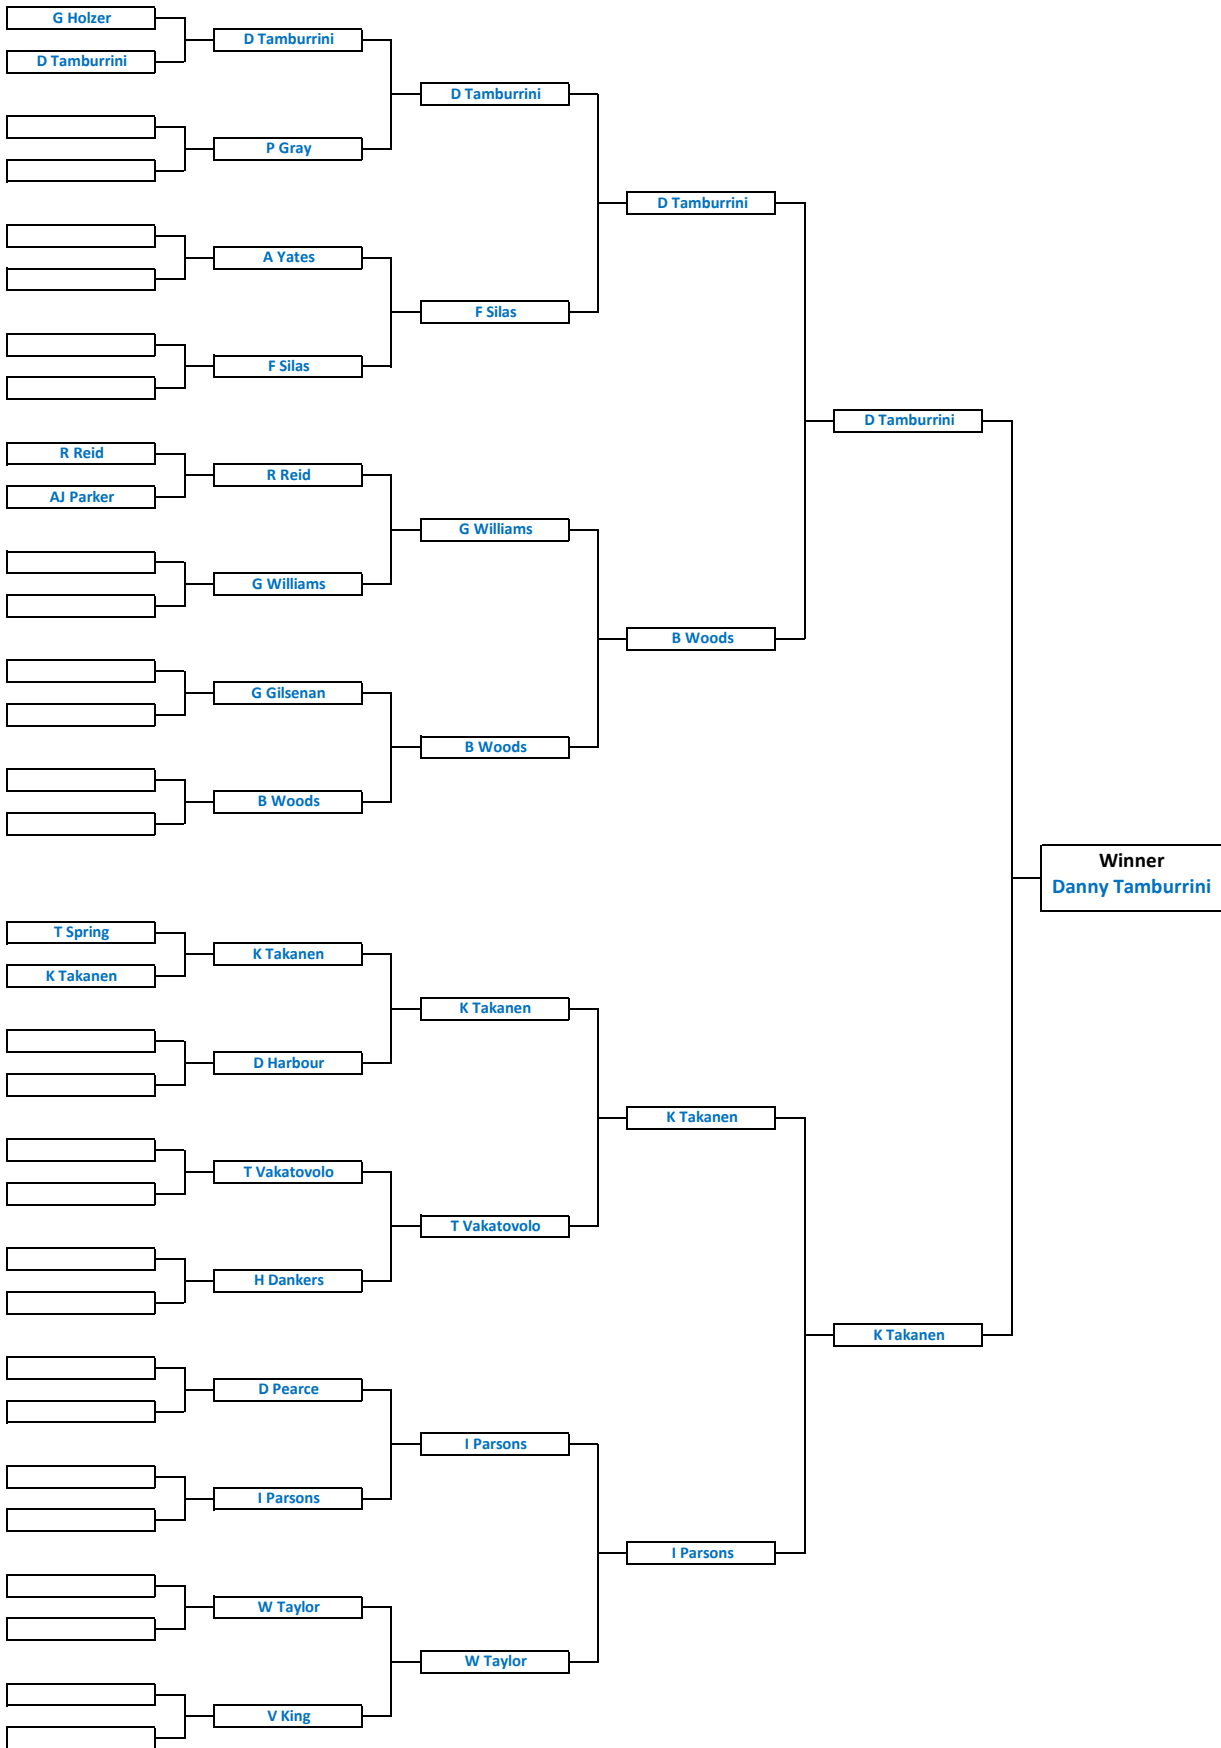 G Holzer
D Tamburrini
D Tamburrini
D Tamburrini
P Gray
D Tamburrini
A Yates
F Silas
F Silas
D Tamburrini
R Reid
R Reid
AJ Parker
G Williams
G Williams
B Woods
G Gilsenan
B Woods
B Woods
Winner
Danny Tamburrini
T Spring
K Takanen
K Takanen
K Takanen
D Harbour
K Takanen
T Vakatovolo
T Vakatovolo
H Dankers
K Takanen
D Pearce
I Parsons
I Parsons
I Parsons
W Taylor
W Taylor
V King